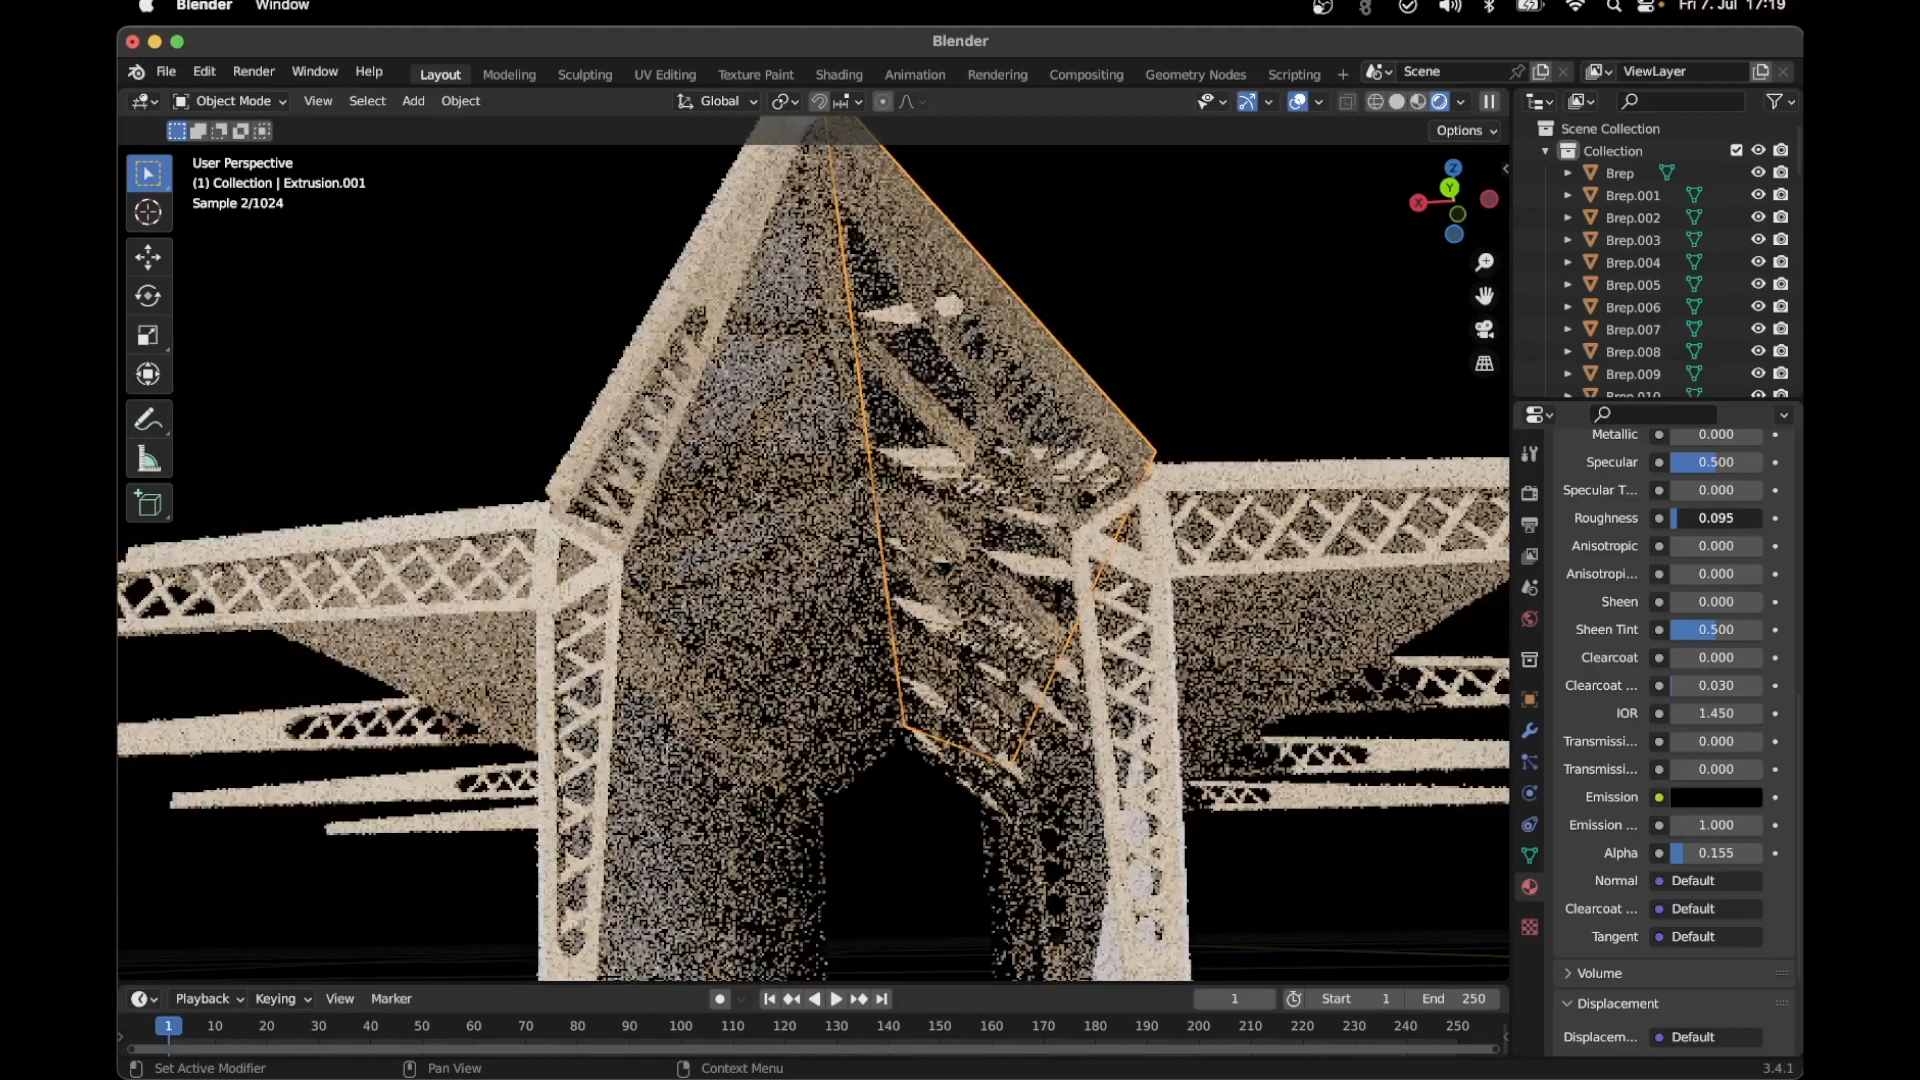 Blender Window Fri 7. Jul 17:19
Blender
File Edit Render Window Help Layout Modeling Sculpting UV Editing Texture Paint Shading Animation Rendering Compositing Geometry Nodes Scripting + Scene ViewLayer
Object Mode View Select Add Object Global
Options
User Perspective
(1) Collection | Extrusion.001
Sample 2/1024
Z
Y
X
Scene Collection
Collection
Brep
Brep.001
Brep.002
Brep.003
Brep.004
Brep.005
Brep.006
Brep.007
Brep.008
Brep.009
Brep.010
Metallic 0.000
Specular 0.500
Specular T... 0.000
Roughness 0.095
Anisotropic 0.000
Anisotropi... 0.000
Sheen 0.000
Sheen Tint 0.500
Clearcoat 0.000
Clearcoat ... 0.030
IOR 1.450
Transmissi... 0.000
Transmissi... 0.000
Emission
Emission ... 1.000
Alpha 0.155
Normal Default
Clearcoat ... Default
Tangent Default
Volume
Displacement
Displacem... Default
Playback Keying View Marker 1 Start 1 End 250
1 10 20 30 40 50 60 70 80 90 100 110 120 130 140 150 160 170 180 190 200 210 220 230 240 250
Set Active Modifier Pan View Context Menu 3.4.1